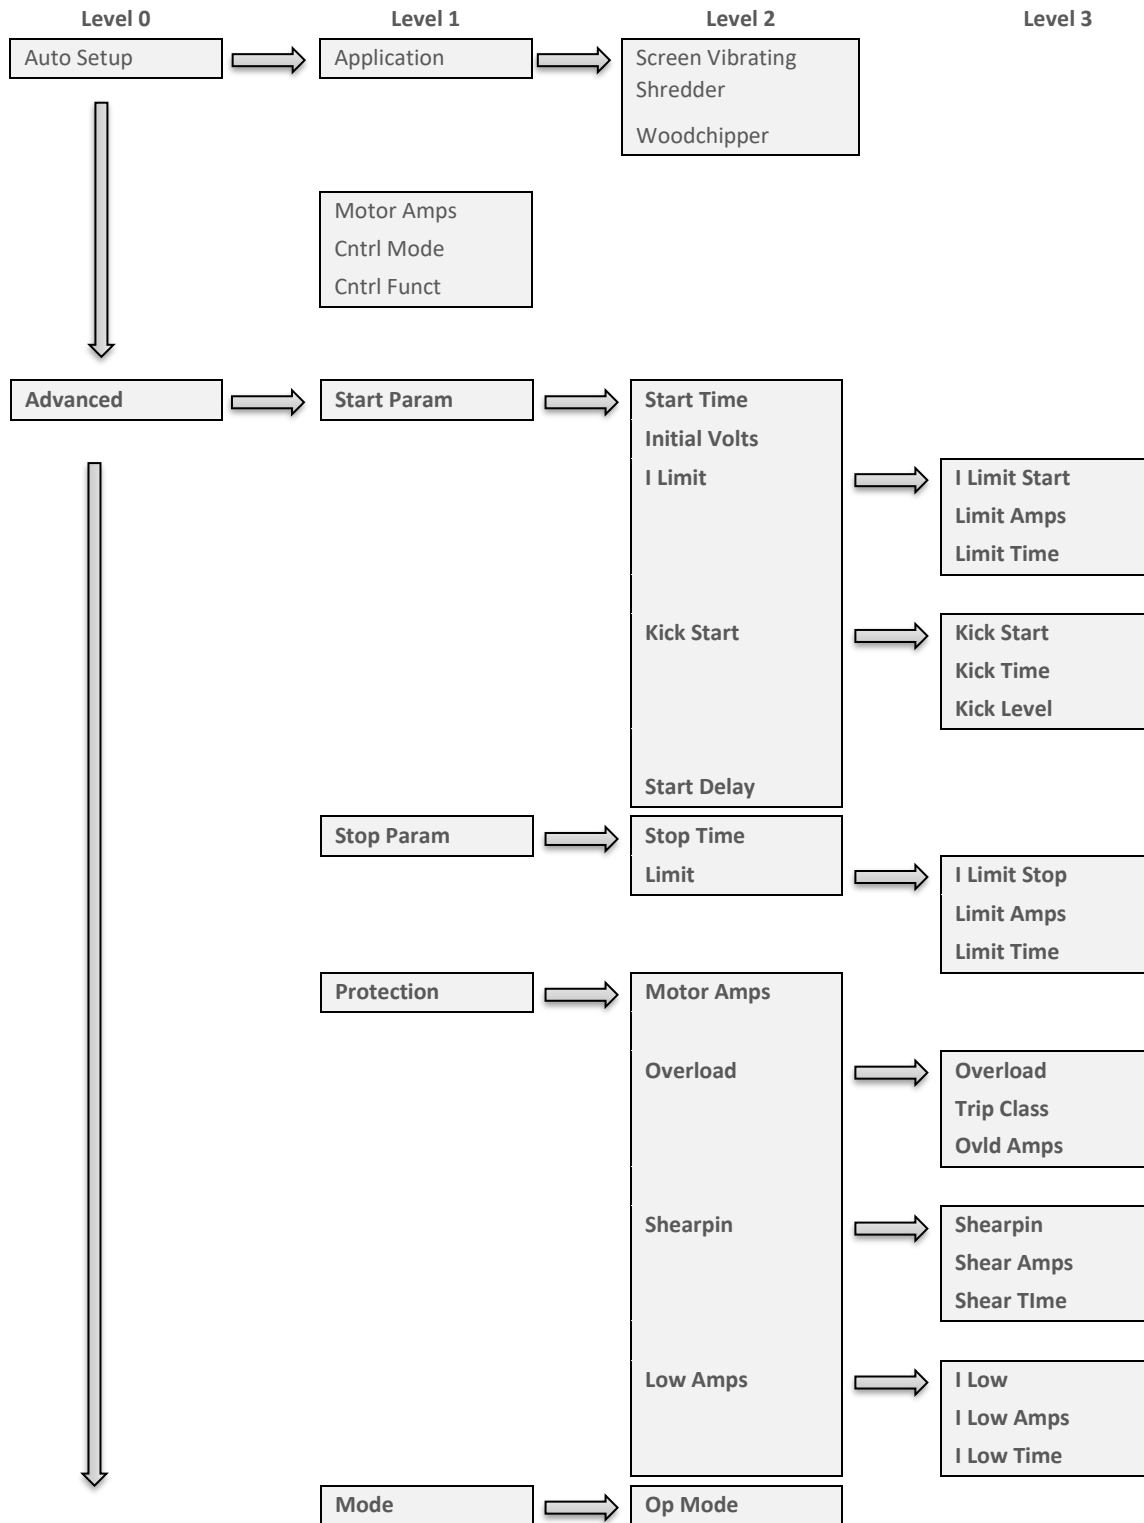 Level 0 Level 1 Level 2 Level 3
Auto Setup Application Screen Vibrating
Shredder
Woodchipper
Motor Amps
Cntrl Mode
Cntrl Funct
Advanced Start Param Start Time
Initial Volts
I Limit I Limit Start
Limit Amps
Limit Time
Kick Start Kick Start
Kick Time
Kick Level
Start Delay
Stop Param Stop Time
Limit I Limit Stop
Limit Amps
Limit Time
Protection Motor Amps
Overload Overload
Trip Class
Ovld Amps
Shearpin Shearpin
Shear Amps
Shear TIme
Low Amps I Low
I Low Amps
I Low Time
Mode Op Mode